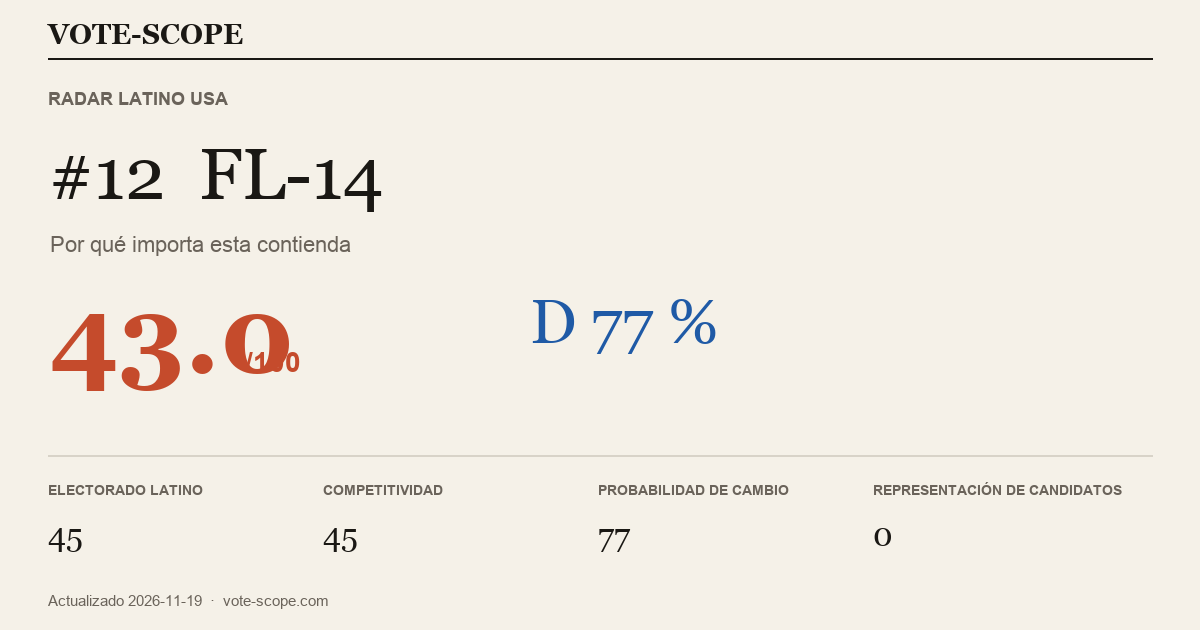 VOTE-SCOPE
RADAR LATINO USA
#12 FL-14
Por qué importa esta contienda
43.0 /100
D 77 %
ELECTORADO LATINO
COMPETITIVIDAD
PROBABILIDAD DE CAMBIO
REPRESENTACIÓN DE CANDIDATOS
45
45
77
0
Actualizado 2026-11-19 · vote-scope.com